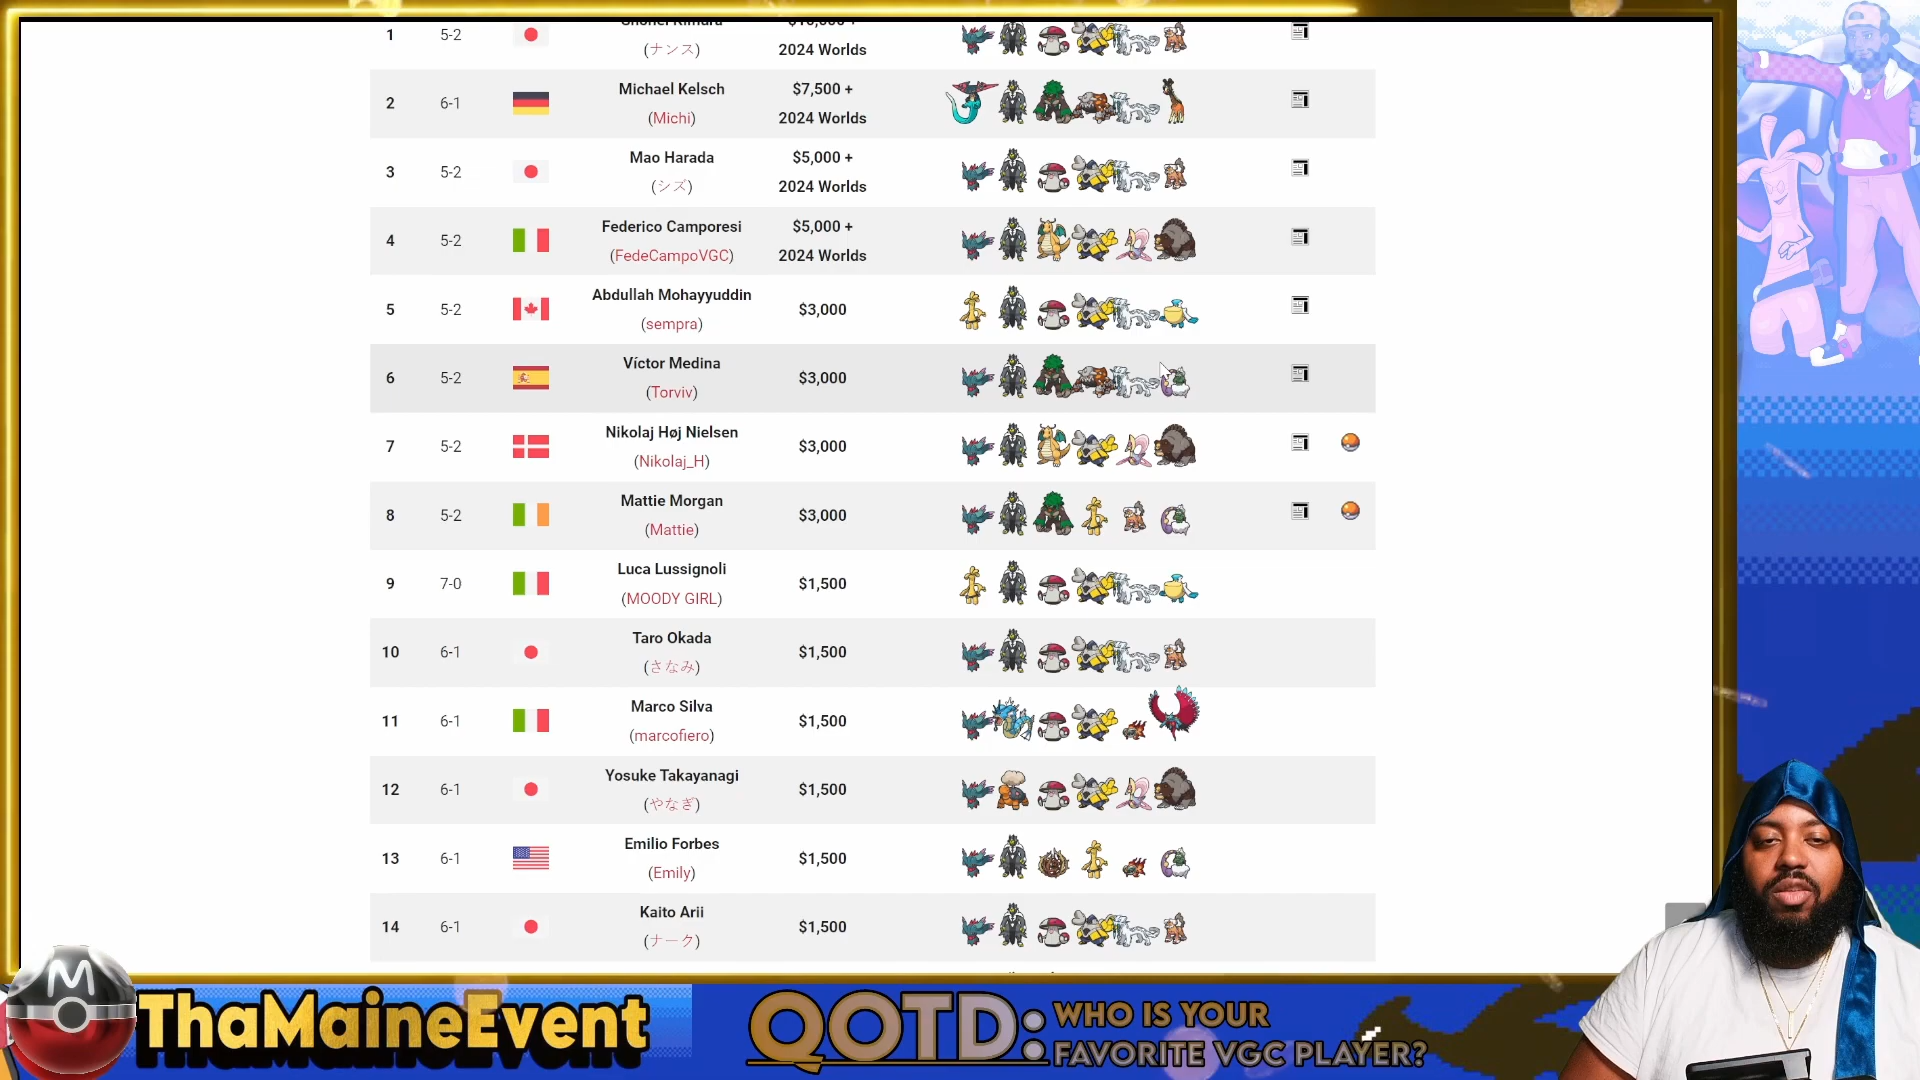 1 5-2 Shohei Kimura $10,000 +
(ナンス) 2024 Worlds
2 6-1 Michael Kelsch $7,500 +
(Michi) 2024 Worlds
3 5-2 Mao Harada $5,000 +
(シズ) 2024 Worlds
4 5-2 Federico Camporesi $5,000 +
(FedeCampoVGC) 2024 Worlds
5 5-2 Abdullah Mohayyuddin $3,000
(sempra)
6 5-2 Víctor Medina $3,000
(Torviv)
7 5-2 Nikolaj Høj Nielsen $3,000
(Nikolaj_H)
8 5-2 Mattie Morgan $3,000
(Mattie)
9 7-0 Luca Lussignoli $1,500
(MOODY GIRL)
10 6-1 Taro Okada $1,500
(さなみ)
11 6-1 Marco Silva $1,500
(marcofiero)
12 6-1 Yosuke Takayanagi $1,500
(やなぎ)
13 6-1 Emilio Forbes $1,500
(Emily)
14 6-1 Kaito Arii $1,500
(ナーク)
M
ThaMaineEvent
QOTD: WHO IS YOUR
FAVORITE VGC PLAYER?